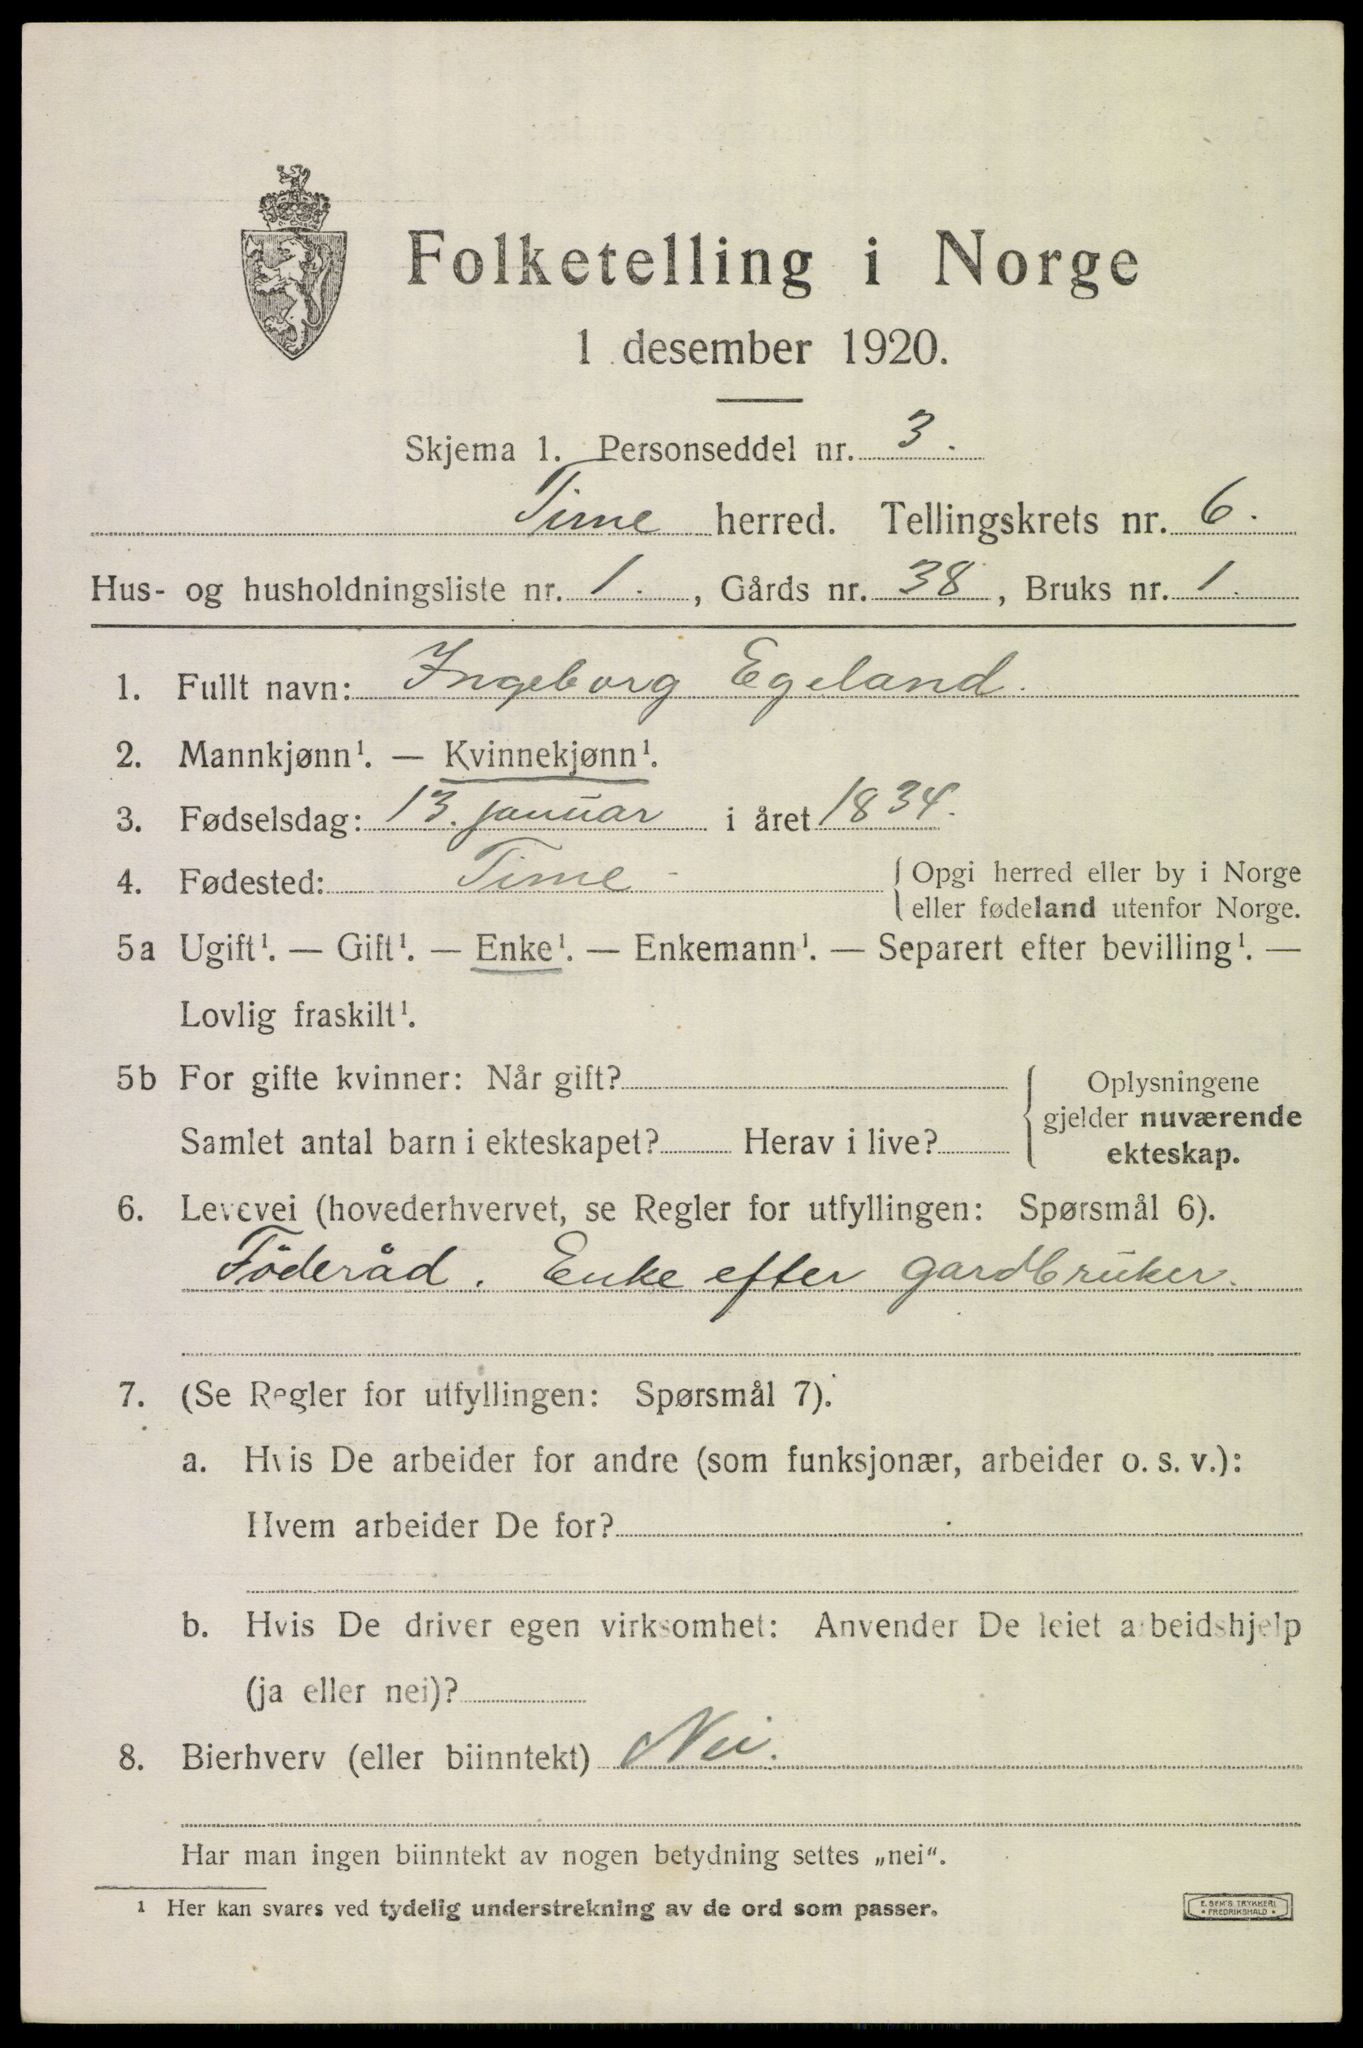 Folketelling i Norge
1 desember 1920.
Skjema 1. Personseddel nr. 3.
Time herred. Tellingskrets nr. 6.
Hus- og husholdningsliste nr. 1., Gårds nr. 38, Bruks nr. 1.
1. Fullt navn: Ingeborg Egeland.
2. Mannkjønn¹. — Kvinnekjønn¹.
3. Fødselsdag: 13. januar i året 1834.
4. Fødested: Time - Opgi herred eller by i Norge
eller fødeland utenfor Norge.
5a Ugift¹. — Gift¹. — Enke¹. — Enkemann¹. — Separert efter bevilling¹. —
Lovlig fraskilt¹.
5b For gifte kvinner: Når gift?
Samlet antal barn i ekteskapet? Herav i live?
Oplysningene
gjelder nuværende
ekteskap.
6. Levevei (hovederhvervet, se Regler for utfyllingen: Spørsmål 6).
Föderåd. Enke efter gardbruker.
7. (Se Regler for utfyllingen: Spørsmål 7).
a. Hvis De arbeider for andre (som funksjonær, arbeider o. s. v.):
Hvem arbeider De for?
b. Hvis De driver egen virksomhet: Anvender De leiet arbeidshjelp
(ja eller nei)?
8. Bierhverv (eller biinntekt) Nei.
Har man ingen biinntekt av nogen betydning settes „nei“.
¹ Her kan svares ved tydelig understrekning av de ord som passer.
E. SEM'S TRYKKERI
* FREDRIKSHALD *